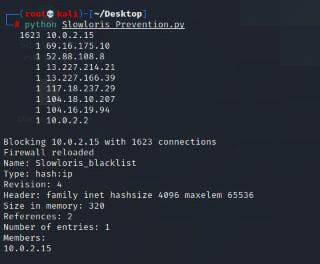 (root💀kali)-[~/Desktop]
# python Slowloris_Prevention.py
1623 10.0.2.15
1 69.16.175.10
1 52.88.108.8
1 13.227.214.21
1 13.227.166.39
1 117.18.237.29
1 104.18.10.207
1 104.16.19.94
1 10.0.2.2
Blocking 10.0.2.15 with 1623 connections
Firewall reloaded
Name: Slowloris_blacklist
Type: hash:ip
Revision: 4
Header: family inet hashsize 4096 maxelem 65536
Size in memory: 320
References: 2
Number of entries: 1
Members:
10.0.2.15